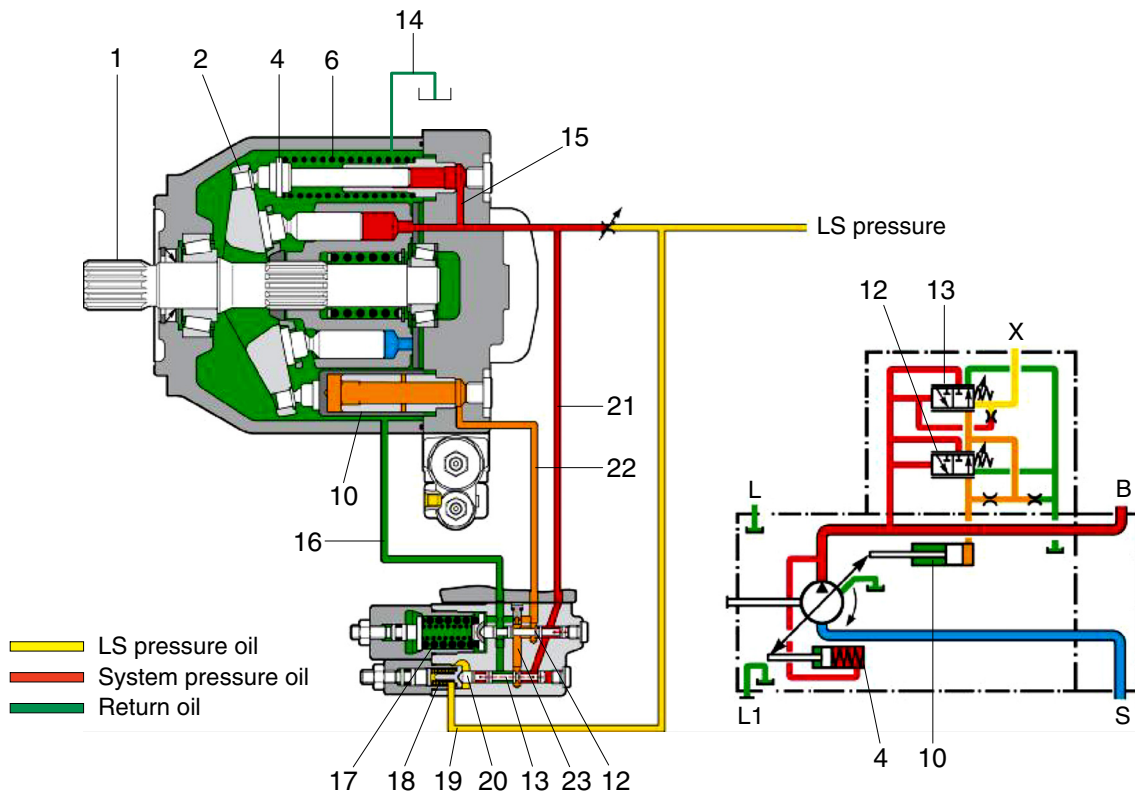 14
1 2 4 6
15
LS pressure
12 13
X
21
22
10
L
B
16
LS pressure oil
System pressure oil
Return oil
L1
S
17 18 19 20 13 23 12
4 10